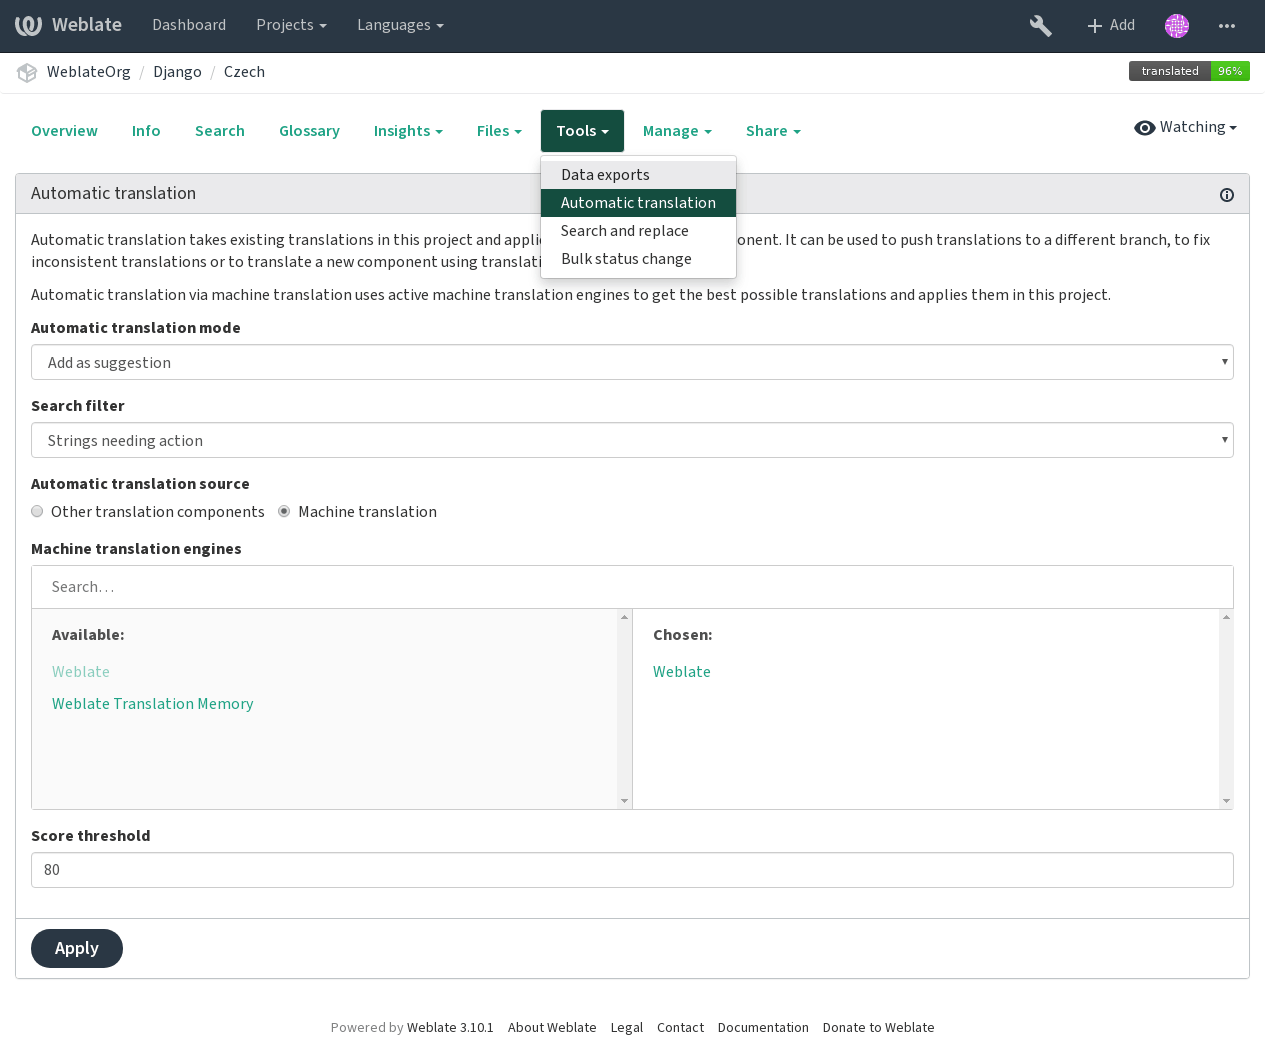 Weblate Dashboard Projects Languages Add
WeblateOrg / Django / Czech translated 96%
Overview Info Search Glossary Insights Files Tools Manage Share Watching
Data exports
Automatic translation
Search and replace
Bulk status change
Automatic translation
Automatic translation takes existing translations in this project and applie onent. It can be used to push translations to a different branch, to fix
inconsistent translations or to translate a new component using translati
Automatic translation via machine translation uses active machine translation engines to get the best possible translations and applies them in this project.
Automatic translation mode
Add as suggestion
Search filter
Strings needing action
Automatic translation source
Other translation components Machine translation
Machine translation engines
Search…
Available: Chosen:
Weblate Weblate
Weblate Translation Memory
Score threshold
80
Apply
Powered by Weblate 3.10.1 About Weblate Legal Contact Documentation Donate to Weblate